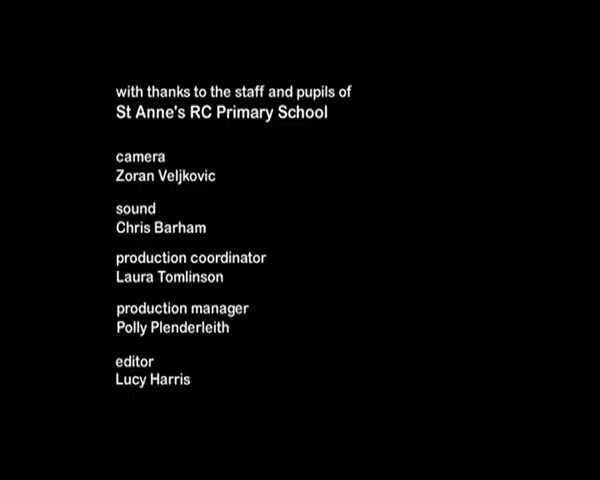 with thanks to the staff and pupils of
St Anne's RC Primary School
camera
Zoran Veljkovic
sound
Chris Barham
production coordinator
Laura Tomlinson
production manager
Polly Plenderleith
editor
Lucy Harris